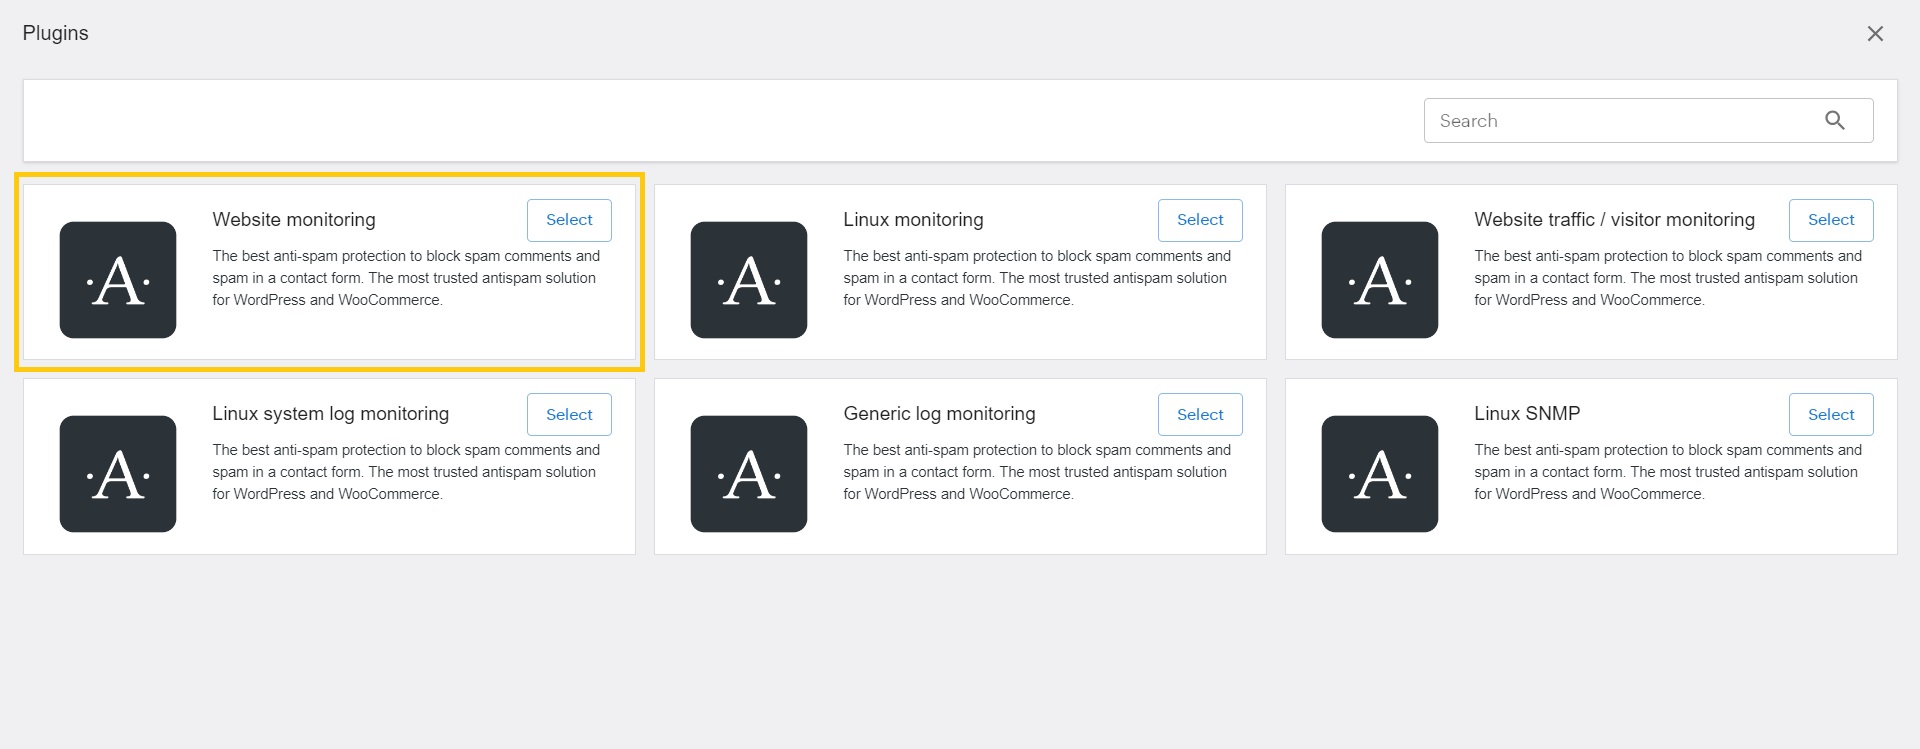 Plugins
Search
Website monitoring
Select
The best anti-spam protection to block spam comments and
spam in a contact form. The most trusted antispam solution
for WordPress and WooCommerce.
·A·
Linux monitoring
Select
The best anti-spam protection to block spam comments and
spam in a contact form. The most trusted antispam solution
for WordPress and WooCommerce.
·A·
Website traffic / visitor monitoring
Select
The best anti-spam protection to block spam comments and
spam in a contact form. The most trusted antispam solution
for WordPress and WooCommerce.
·A·
Linux system log monitoring
Select
The best anti-spam protection to block spam comments and
spam in a contact form. The most trusted antispam solution
for WordPress and WooCommerce.
·A·
Generic log monitoring
Select
The best anti-spam protection to block spam comments and
spam in a contact form. The most trusted antispam solution
for WordPress and WooCommerce.
·A·
Linux SNMP
Select
The best anti-spam protection to block spam comments and
spam in a contact form. The most trusted antispam solution
for WordPress and WooCommerce.
·A·